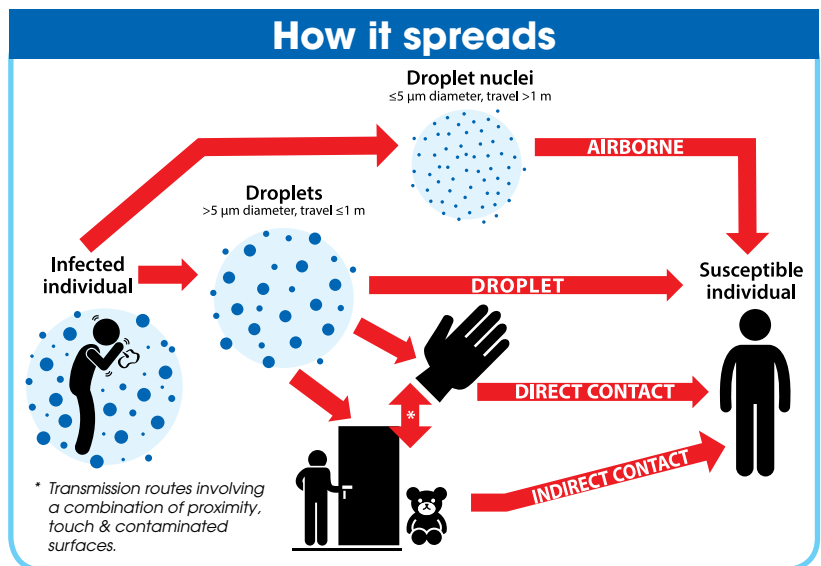 How it spreads
Droplet nuclei
≤5 µm diameter, travel >1 m
AIRBORNE
Droplets
>5 µm diameter, travel ≤1 m
Infected
individual
DROPLET
Susceptible
individual
DIRECT CONTACT
*
INDIRECT CONTACT
* Transmission routes involving
a combination of proximity,
touch & contaminated
surfaces.